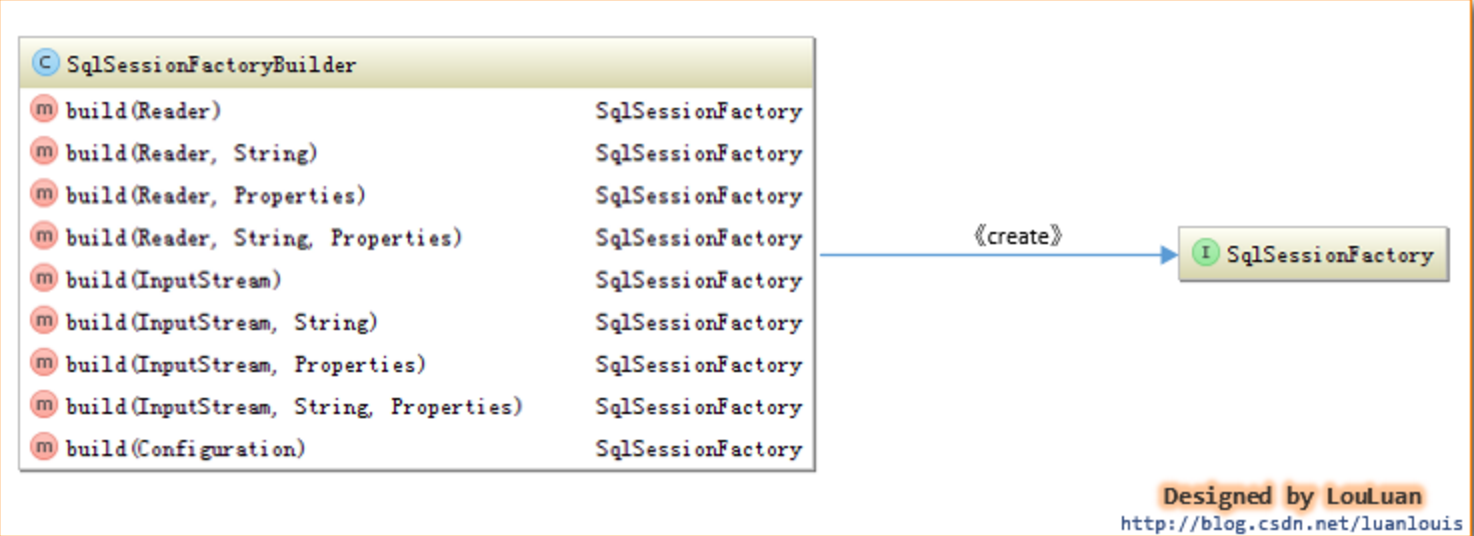 C SqlSessionFactoryBuilder
m build(Reader) SqlSessionFactory
m build(Reader, String) SqlSessionFactory
m build(Reader, Properties) SqlSessionFactory
m build(Reader, String, Properties) SqlSessionFactory
m build(InputStream) SqlSessionFactory
m build(InputStream, String) SqlSessionFactory
m build(InputStream, Properties) SqlSessionFactory
m build(InputStream, String, Properties) SqlSessionFactory
m build(Configuration) SqlSessionFactory
《create》
I SqlSessionFactory
Designed by LouLuan
http://blog.csdn.net/luanlouis